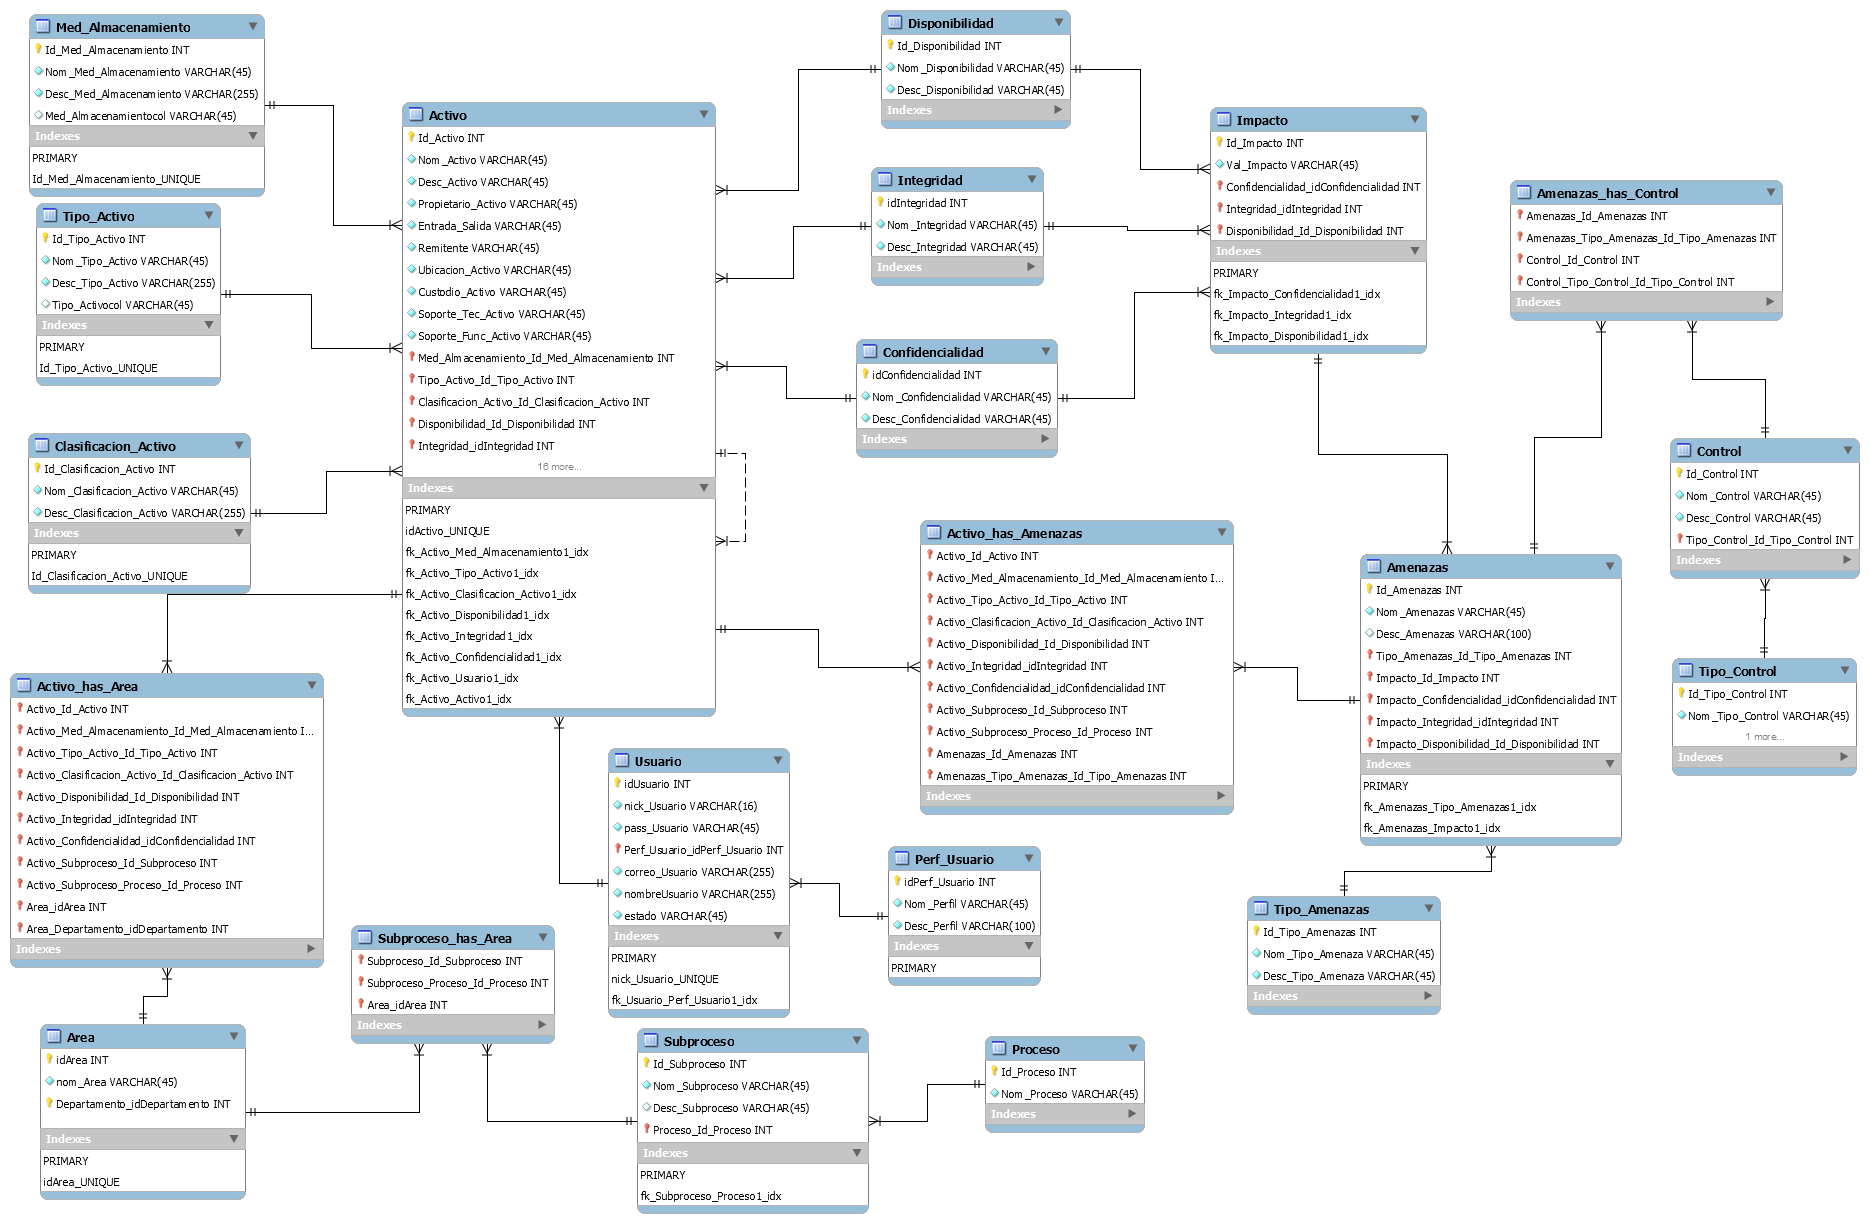 Med_Almacenamiento
Id_Med_Almacenamiento INT
Nom_Med_Almacenamiento VARCHAR(45)
Desc_Med_Almacenamiento VARCHAR(255)
Med_Almacenamientocol VARCHAR(45)
Indexes
PRIMARY
Id_Med_Almacenamiento_UNIQUE
Tipo_Activo
Id_Tipo_Activo INT
Nom_Tipo_Activo VARCHAR(45)
Desc_Tipo_Activo VARCHAR(255)
Tipo_Activocol VARCHAR(45)
Indexes
PRIMARY
Id_Tipo_Activo_UNIQUE
Clasificacion_Activo
Id_Clasificacion_Activo INT
Nom_Clasificacion_Activo VARCHAR(45)
Desc_Clasificacion_Activo VARCHAR(255)
Indexes
PRIMARY
Id_Clasificacion_Activo_UNIQUE
Activo
Id_Activo INT
Nom_Activo VARCHAR(45)
Desc_Activo VARCHAR(45)
Propietario_Activo VARCHAR(45)
Entrada_Salida VARCHAR(45)
Remitente VARCHAR(45)
Ubicacion_Activo VARCHAR(45)
Custodio_Activo VARCHAR(45)
Soporte_Tec_Activo VARCHAR(45)
Soporte_Func_Activo VARCHAR(45)
Med_Almacenamiento_Id_Med_Almacenamiento INT
Tipo_Activo_Id_Tipo_Activo INT
Clasificacion_Activo_Id_Clasificacion_Activo INT
Disponibilidad_Id_Disponibilidad INT
Integridad_idIntegridad INT
16 more...
Indexes
PRIMARY
idActivo_UNIQUE
fk_Activo_Med_Almacenamiento1_idx
fk_Activo_Tipo_Activo1_idx
fk_Activo_Clasificacion_Activo1_idx
fk_Activo_Disponibilidad1_idx
fk_Activo_Integridad1_idx
fk_Activo_Confidencialidad1_idx
fk_Activo_Usuario1_idx
fk_Activo_Activo1_idx
Disponibilidad
Id_Disponibilidad INT
Nom_Disponibilidad VARCHAR(45)
Desc_Disponibilidad VARCHAR(45)
Indexes
Integridad
idIntegridad INT
Nom_Integridad VARCHAR(45)
Desc_Integridad VARCHAR(45)
Indexes
Confidencialidad
idConfidencialidad INT
Nom_Confidencialidad VARCHAR(45)
Desc_Confidencialidad VARCHAR(45)
Indexes
Impacto
Id_Impacto INT
Val_Impacto VARCHAR(45)
Confidencialidad_idConfidencialidad INT
Integridad_idIntegridad INT
Disponibilidad_Id_Disponibilidad INT
Indexes
PRIMARY
fk_Impacto_Confidencialidad1_idx
fk_Impacto_Integridad1_idx
fk_Impacto_Disponibilidad1_idx
Amenazas_has_Control
Amenazas_Id_Amenazas INT
Amenazas_Tipo_Amenazas_Id_Tipo_Amenazas INT
Control_Id_Control INT
Control_Tipo_Control_Id_Tipo_Control INT
Indexes
Control
Id_Control INT
Nom_Control VARCHAR(45)
Desc_Control VARCHAR(45)
Tipo_Control_Id_Tipo_Control INT
Indexes
Tipo_Control
Id_Tipo_Control INT
Nom_Tipo_Control VARCHAR(45)
1 more...
Indexes
Activo_has_Amenazas
Activo_Id_Activo INT
Activo_Med_Almacenamiento_Id_Med_Almacenamiento I...
Activo_Tipo_Activo_Id_Tipo_Activo INT
Activo_Clasificacion_Activo_Id_Clasificacion_Activo INT
Activo_Disponibilidad_Id_Disponibilidad INT
Activo_Integridad_idIntegridad INT
Activo_Confidencialidad_idConfidencialidad INT
Activo_Subproceso_Id_Subproceso INT
Activo_Subproceso_Proceso_Id_Proceso INT
Amenazas_Id_Amenazas INT
Amenazas_Tipo_Amenazas_Id_Tipo_Amenazas INT
Indexes
Amenazas
Id_Amenazas INT
Nom_Amenazas VARCHAR(45)
Desc_Amenazas VARCHAR(100)
Tipo_Amenazas_Id_Tipo_Amenazas INT
Impacto_Id_Impacto INT
Impacto_Confidencialidad_idConfidencialidad INT
Impacto_Integridad_idIntegridad INT
Impacto_Disponibilidad_Id_Disponibilidad INT
Indexes
PRIMARY
fk_Amenazas_Tipo_Amenazas1_idx
fk_Amenazas_Impacto1_idx
Tipo_Amenazas
Id_Tipo_Amenazas INT
Nom_Tipo_Amenaza VARCHAR(45)
Desc_Tipo_Amenaza VARCHAR(45)
Indexes
Activo_has_Area
Activo_Id_Activo INT
Activo_Med_Almacenamiento_Id_Med_Almacenamiento I...
Activo_Tipo_Activo_Id_Tipo_Activo INT
Activo_Clasificacion_Activo_Id_Clasificacion_Activo INT
Activo_Disponibilidad_Id_Disponibilidad INT
Activo_Integridad_idIntegridad INT
Activo_Confidencialidad_idConfidencialidad INT
Activo_Subproceso_Id_Subproceso INT
Activo_Subproceso_Proceso_Id_Proceso INT
Area_idArea INT
Area_Departamento_idDepartamento INT
Indexes
Usuario
idUsuario INT
nick_Usuario VARCHAR(16)
pass_Usuario VARCHAR(45)
Perf_Usuario_idPerf_Usuario INT
correo_Usuario VARCHAR(255)
nombreUsuario VARCHAR(255)
estado VARCHAR(45)
Indexes
PRIMARY
nick_Usuario_UNIQUE
fk_Usuario_Perf_Usuario1_idx
Perf_Usuario
idPerf_Usuario INT
Nom_Perfil VARCHAR(45)
Desc_Perfil VARCHAR(100)
Indexes
PRIMARY
Subproceso_has_Area
Subproceso_Id_Subproceso INT
Subproceso_Proceso_Id_Proceso INT
Area_idArea INT
Indexes
Area
idArea INT
nom_Area VARCHAR(45)
Departamento_idDepartamento INT
Indexes
PRIMARY
idArea_UNIQUE
Subproceso
Id_Subproceso INT
Nom_Subproceso VARCHAR(45)
Desc_Subproceso VARCHAR(45)
Proceso_Id_Proceso INT
Indexes
PRIMARY
fk_Subproceso_Proceso1_idx
Proceso
Id_Proceso INT
Nom_Proceso VARCHAR(45)
Indexes